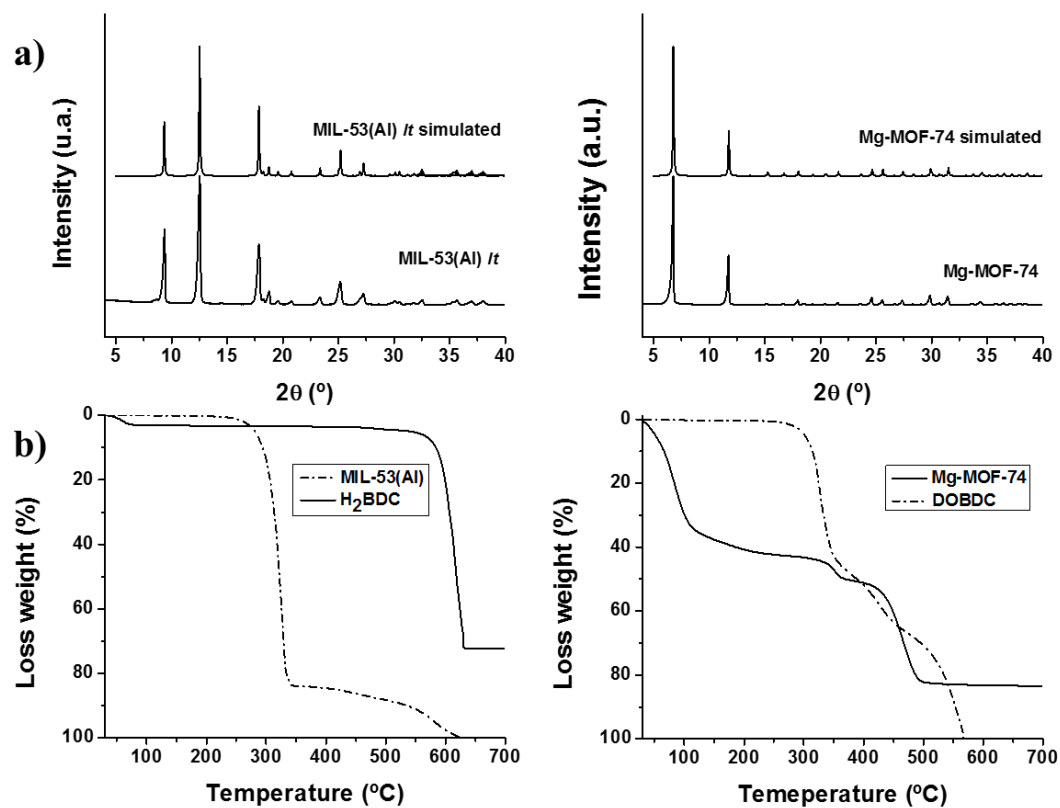 a)
Intensity (u.a.)
MIL-53(Al) lt simulated
MIL-53(Al) lt
5 10 15 20 25 30 35 40
2θ (º)
Intensity (a.u.)
Mg-MOF-74 simulated
Mg-MOF-74
5 10 15 20 25 30 35 40
2θ (º)
b)
Loss weight (%)
0
20
40
60
80
100
MIL-53(Al)
H2BDC
100 200 300 400 500 600 700
Temperature (ºC)
Loss weight (%)
0
20
40
60
80
100
Mg-MOF-74
DOBDC
100 200 300 400 500 600 700
Temeperature (ºC)